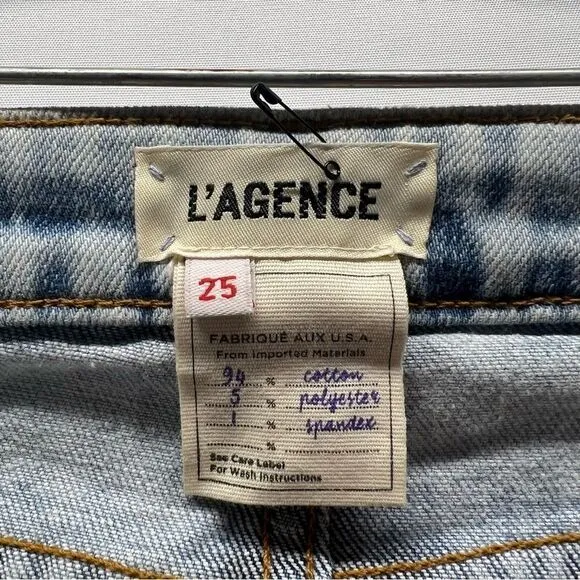 L'AGENCE
25
FABRIQUÉ AUX U.S.A.
From Imported Materials
94 % cotton
5 % polyester
1 % spandex
%
See Care Label
For Wash Instructions